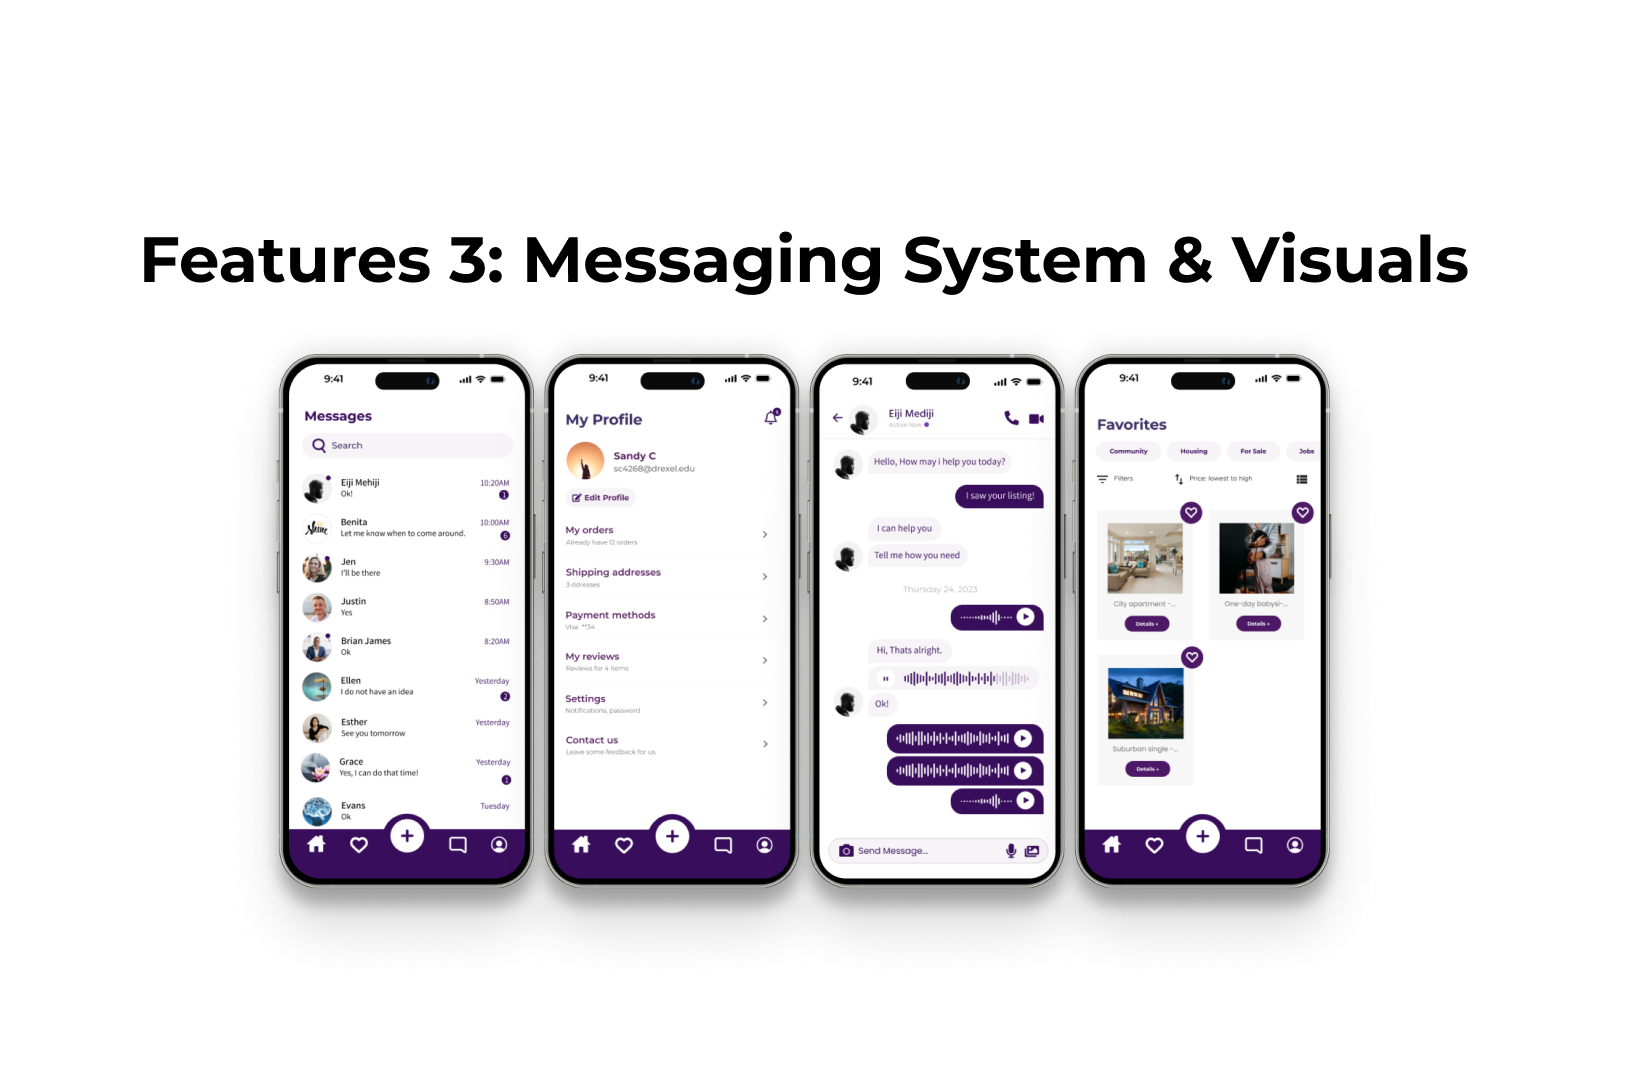 Features 3: Messaging System & Visuals
9:41
Messages
Search
Eiji Mehiji
10:20AM
Ok!
1
Benita
10:00AM
Let me know when to come around.
6
Jen
9:30AM
I'll be there
Justin
8:50AM
Yes
Brian James
8:20AM
Ok
Ellen
Yesterday
I do not have an idea
2
Esther
Yesterday
See you tomorrow
Grace
Yesterday
Yes, I can do that time!
1
Evans
Tuesday
Ok
9:41
My Profile
Sandy C
sc4268@drexel.edu
Edit Profile
My orders
Already have 12 orders
Shipping addresses
3 ddresses
Payment methods
Visa **34
My reviews
Reviews for 4 items
Settings
Notifications, password
Contact us
Leave some feedback for us
9:41
Eiji Mediji
Active Now
Hello, How may i help you today?
I saw your listing!
I can help you
Tell me how you need
Thursday 24, 2023
Hi, Thats alright.
Ok!
Send Message...
9:41
Favorites
Community
Housing
For Sale
Jobs
Filters
Price: lowest to high
City apartment -...
Details +
One-day babysi-...
Details +
Suburban single -...
Details +